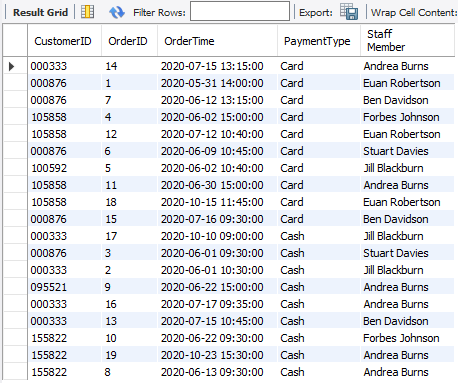 Result Grid Filter Rows: Export: Wrap Cell Content:
CustomerID OrderID OrderTime PaymentType Staff Member
000333 14 2020-07-15 13:15:00 Card Andrea Burns
000876 1 2020-05-31 14:00:00 Card Euan Robertson
000876 7 2020-06-12 13:15:00 Card Ben Davidson
105858 4 2020-06-02 15:00:00 Card Forbes Johnson
105858 12 2020-07-12 10:40:00 Card Euan Robertson
000876 6 2020-06-09 10:45:00 Card Stuart Davies
100592 5 2020-06-02 10:40:00 Card Jill Blackburn
105858 11 2020-06-30 15:00:00 Card Andrea Burns
105858 18 2020-10-15 11:45:00 Card Euan Robertson
000876 15 2020-07-16 09:30:00 Card Ben Davidson
000333 17 2020-10-10 09:00:00 Cash Jill Blackburn
000876 3 2020-06-01 09:30:00 Cash Stuart Davies
000333 2 2020-06-01 10:30:00 Cash Jill Blackburn
095521 9 2020-06-22 15:00:00 Cash Andrea Burns
000333 16 2020-07-17 09:35:00 Cash Andrea Burns
000333 13 2020-07-15 10:45:00 Cash Ben Davidson
155822 10 2020-06-22 09:30:00 Cash Forbes Johnson
155822 19 2020-10-23 15:30:00 Cash Andrea Burns
155822 8 2020-06-13 09:30:00 Cash Andrea Burns